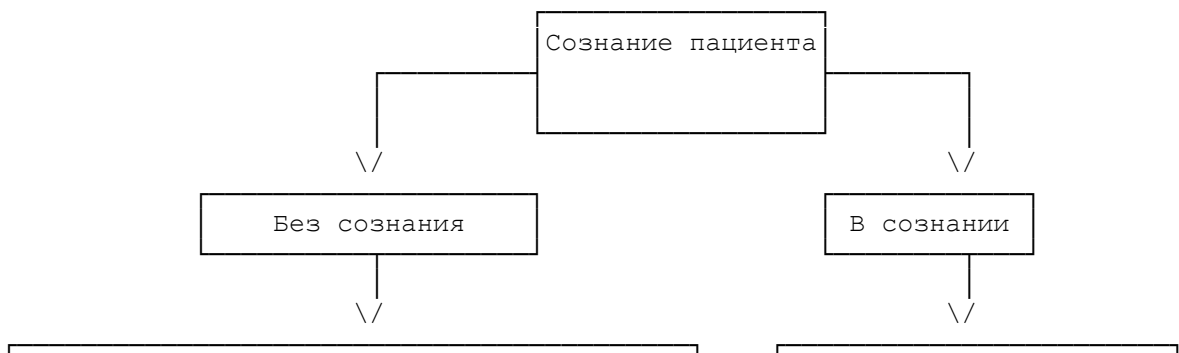 Сознание пациента
Без сознания
В сознании